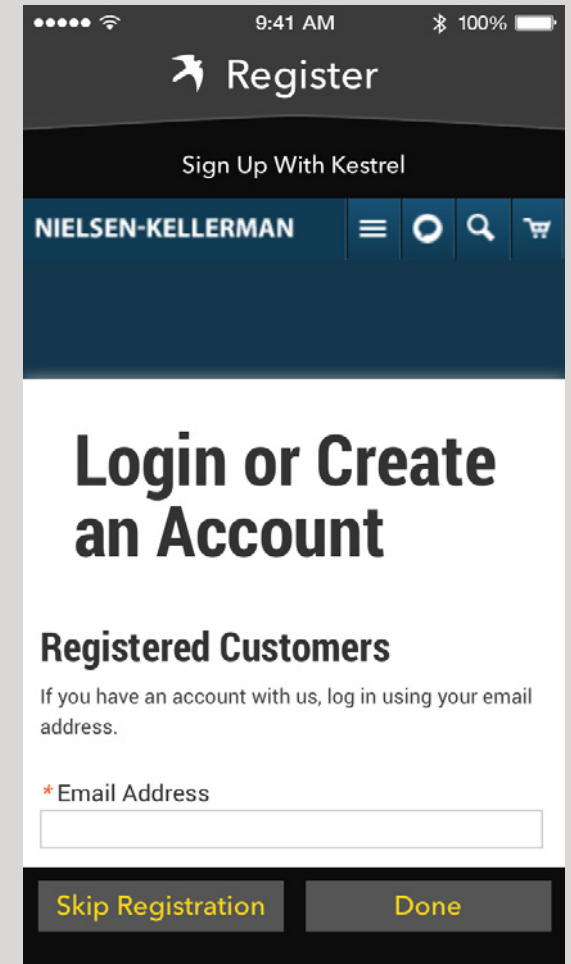 9:41 AM
100%
Register
Sign Up With Kestrel
NIELSEN-KELLERMAN
Login or Create
an Account
Registered Customers
If you have an account with us, log in using your email
address.
* Email Address
Skip Registration
Done